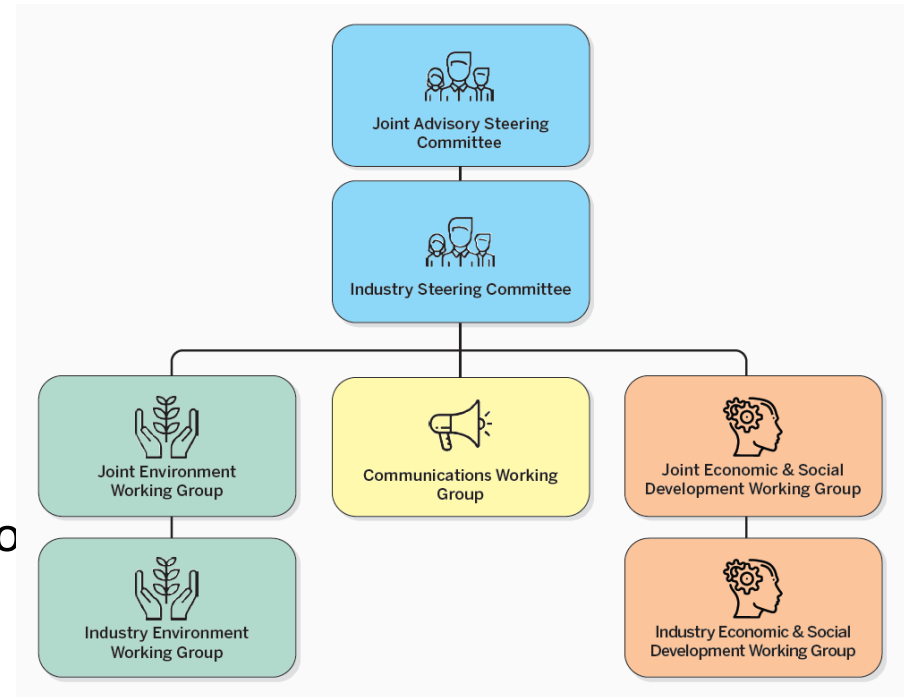 Joint Advisory Steering
Committee
Industry Steering Committee
Joint Environment
Working Group
Communications Working
Group
Joint Economic & Social
Development Working Group
o
Industry Environment
Working Group
Industry Economic & Social
Development Working Group